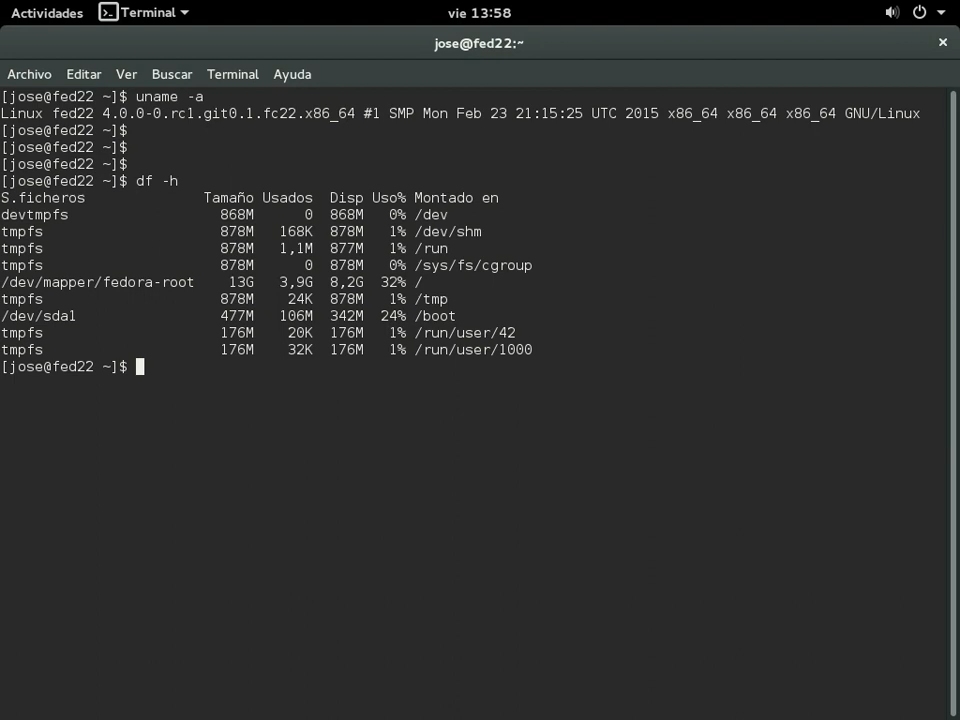 Actividades Terminal vie 13:58
jose@fed22:~ ×
Archivo Editar Ver Buscar Terminal Ayuda
[jose@fed22 ~]$ uname -a
Linux fed22 4.0.0-0.rc1.git0.1.fc22.x86_64 #1 SMP Mon Feb 23 21:15:25 UTC 2015 x86_64 x86_64 x86_64 GNU/Linux
[jose@fed22 ~]$
[jose@fed22 ~]$
[jose@fed22 ~]$
[jose@fed22 ~]$ df -h
S.ficheros Tamaño Usados Disp Uso% Montado en
devtmpfs 868M 0 868M 0% /dev
tmpfs 878M 168K 878M 1% /dev/shm
tmpfs 878M 1,1M 877M 1% /run
tmpfs 878M 0 878M 0% /sys/fs/cgroup
/dev/mapper/fedora-root 13G 3,9G 8,2G 32% /
tmpfs 878M 24K 878M 1% /tmp
/dev/sda1 477M 106M 342M 24% /boot
tmpfs 176M 20K 176M 1% /run/user/42
tmpfs 176M 32K 176M 1% /run/user/1000
[jose@fed22 ~]$